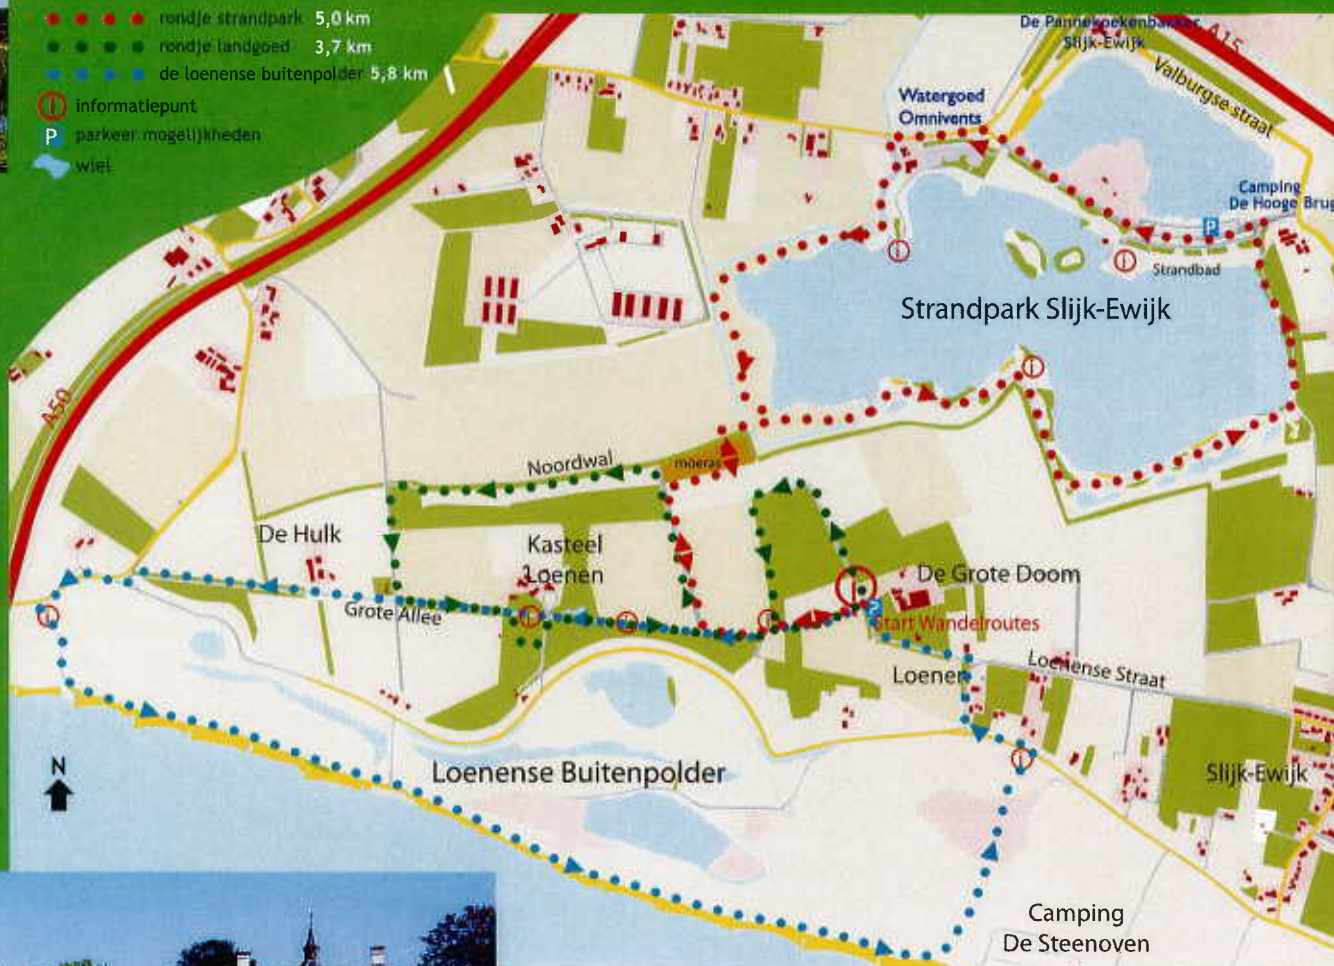 rondje strandpark 5,0 km
rondje landgoed 3,7 km
de loenense buitenpolder 5,8 km
i informatiepunt
P parkeer mogelijkheden
wiel
De Pannekoekenbakker
Slijk-Ewijk
A15
Valburgse straat
Watergoed
Omnivents
Camping
De Hooge Brug
P
Strandbad
Strandpark Slijk-Ewijk
A50
Noordwal
moeras
De Hulk
Kasteel
Loenen
De Grote Doom
Grote Allee
P
Start Wandelroutes
Loenen
Loenense Straat
N
Loenense Buitenpolder
Slijk-Ewijk
Camping
De Steenoven